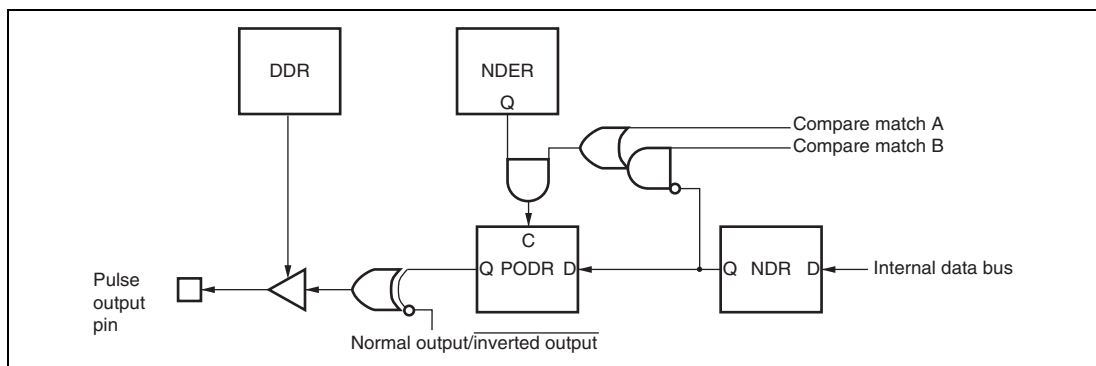 DDR
NDER
Q
Compare match A
Compare match B
C
Q PODR D
Q NDR D
Internal data bus
Pulse
output
pin
Normal output/inverted output